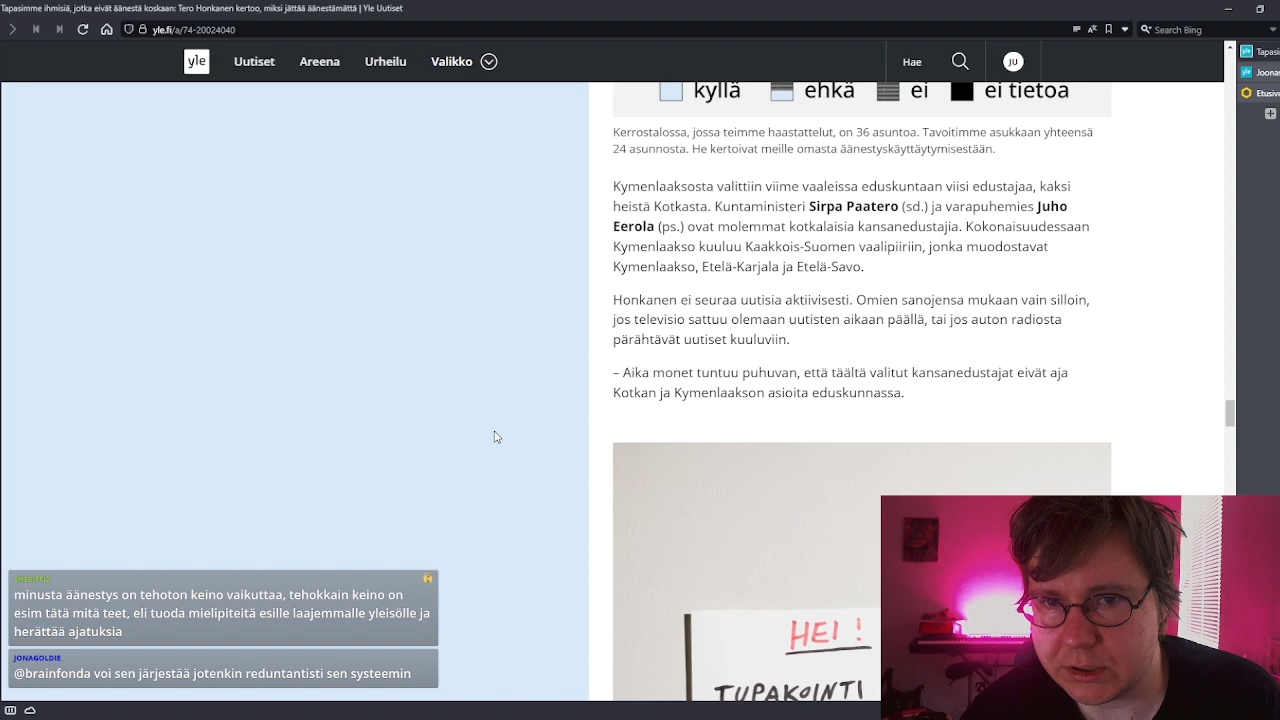 Tapasimme ihmisiä, jotka eivät äänestä koskaan: Tero Honkanen kertoo, miksi jättää äänestämättä | Yle Uutiset
yle.fi/a/74-20024040
Search Bing
yle
Uutiset
Areena
Urheilu
Valikko
Hae
JU
Tapasi
Joonas
Etusivu
kyllä
ehkä
ei
ei tietoa
Kerrostalossa, jossa teimme haastattelut, on 36 asuntoa. Tavoitimme asukkaan yhteensä
24 asunnosta. He kertoivat meille omasta äänestyskäyttäytymisestään.
Kymenlaaksosta valittiin viime vaaleissa eduskuntaan viisi edustajaa, kaksi
heistä Kotkasta. Kuntaministeri Sirpa Paatero (sd.) ja varapuhemies Juho
Eerola (ps.) ovat molemmat kotkalaisia kansanedustajia. Kokonaisuudessaan
Kymenlaakso kuuluu Kaakkois-Suomen vaalipiiriin, jonka muodostavat
Kymenlaakso, Etelä-Karjala ja Etelä-Savo.
Honkanen ei seuraa uutisia aktiivisesti. Omien sanojensa mukaan vain silloin,
jos televisio sattuu olemaan uutisten aikaan päällä, tai jos auton radiosta
pärähtävät uutiset kuuluviin.
– Aika monet tuntuu puhuvan, että täältä valitut kansanedustajat eivät aja
Kotkan ja Kymenlaakson asioita eduskunnassa.
HEI !
TUPAKOINTI
minusta äänestys on tehoton keino vaikuttaa, tehokkain keino on
esim tätä mitä teet, eli tuoda mielipiteitä esille laajemmalle yleisölle ja
herättää ajatuksia
JONAGOLDIE
@brainfonda voi sen järjestää jotenkin reduntantisti sen systeemin